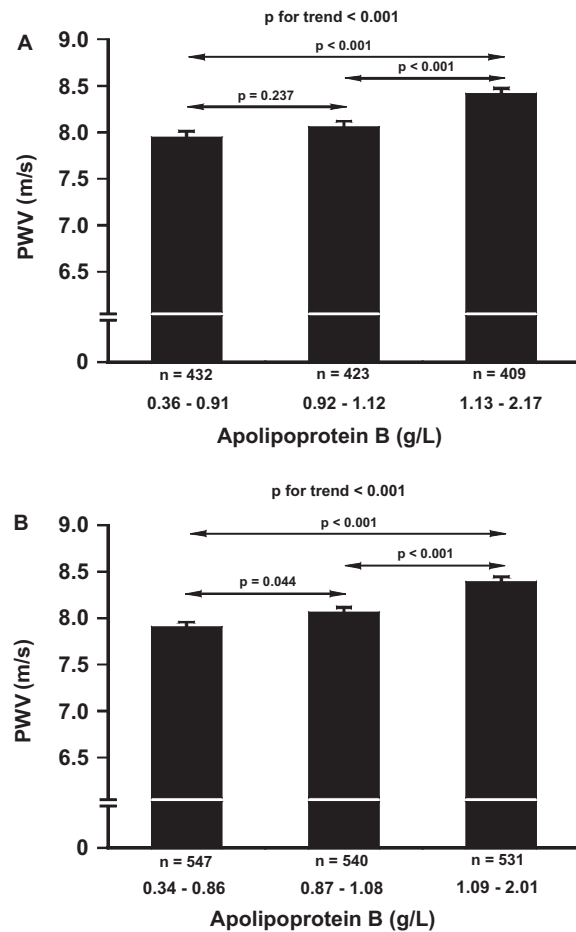 p for trend < 0.001
A
9.0
p < 0.001
p < 0.001
8.5
p = 0.237
8.0
7.5
7.0
6.5
0
PWV (m/s)
n = 432 n = 423 n = 409
0.36 - 0.91 0.92 - 1.12 1.13 - 2.17
Apolipoprotein B (g/L)
p for trend < 0.001
B
9.0
p < 0.001
p < 0.001
8.5
p = 0.044
8.0
7.5
7.0
6.5
0
PWV (m/s)
n = 547 n = 540 n = 531
0.34 - 0.86 0.87 - 1.08 1.09 - 2.01
Apolipoprotein B (g/L)